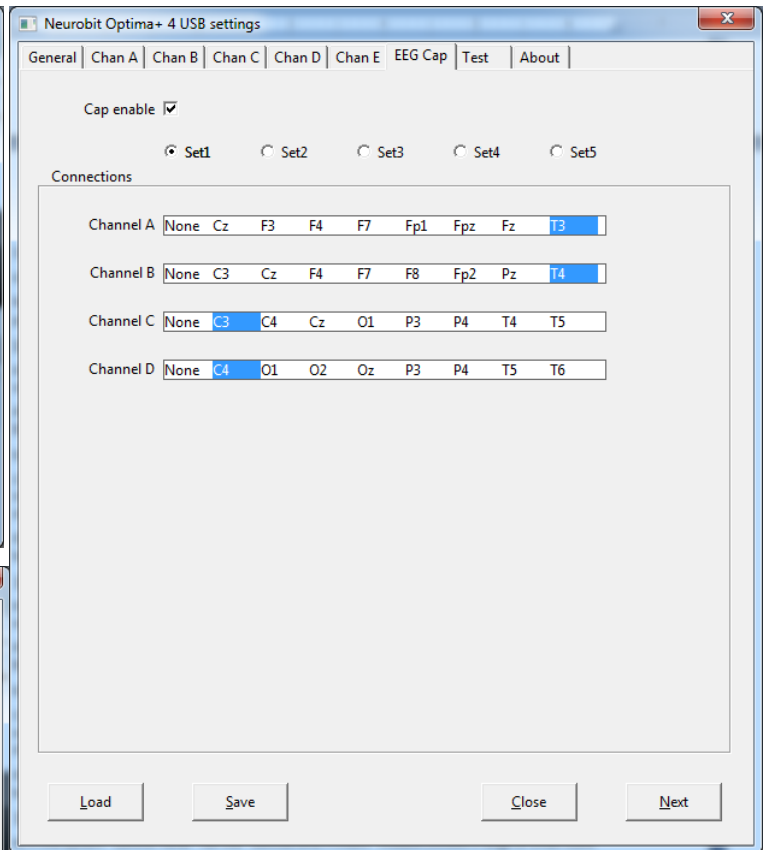 Neurobit Optima+ 4 USB settings
General Chan A Chan B Chan C Chan D Chan E EEG Cap Test About
Cap enable
Set1 Set2 Set3 Set4 Set5
Connections
Channel A None Cz F3 F4 F7 Fp1 Fpz Fz T3
Channel B None C3 Cz F4 F7 F8 Fp2 Pz T4
Channel C None C3 C4 Cz O1 P3 P4 T4 T5
Channel D None C4 O1 O2 Oz P3 P4 T5 T6
Load Save Close Next